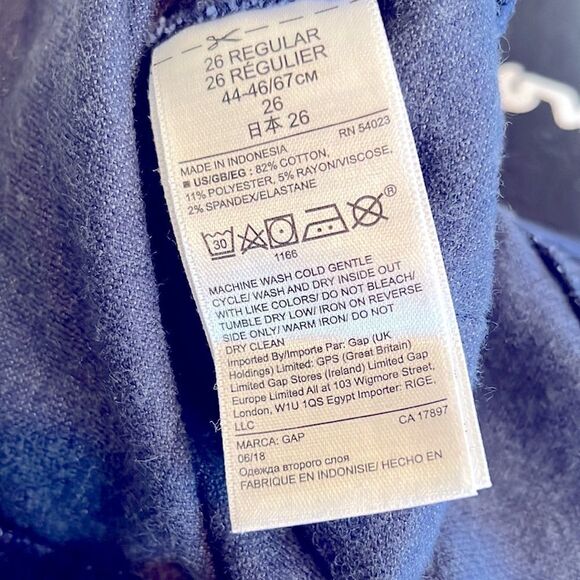 26 REGULAR
26 RÉGULIER
44-46/67CM
26
日本 26
RN 54023
MADE IN INDONESIA
■ US/GB/EG : 82% COTTON,
11% POLYESTER, 5% RAYON/VISCOSE,
2% SPANDEX/ELASTANE
30
1166
®
MACHINE WASH COLD GENTLE
CYCLE/ WASH AND DRY INSIDE OUT
WITH LIKE COLORS/ DO NOT BLEACH/
TUMBLE DRY LOW/ IRON ON REVERSE
SIDE ONLY/ WARM IRON/ DO NOT
DRY CLEAN
Imported By/Importe Par: Gap (UK
Holdings) Limited: GPS (Great Britain)
Limited Gap Stores (Ireland) Limited Gap
Europe Limited All at 103 Wigmore Street,
London, W1U 1QS Egypt Importer: RIGE,
LLC
CA 17897
MARCA: GAP
06/18
Одежда второго слоя
FABRIQUE EN INDONISIE/ HECHO EN